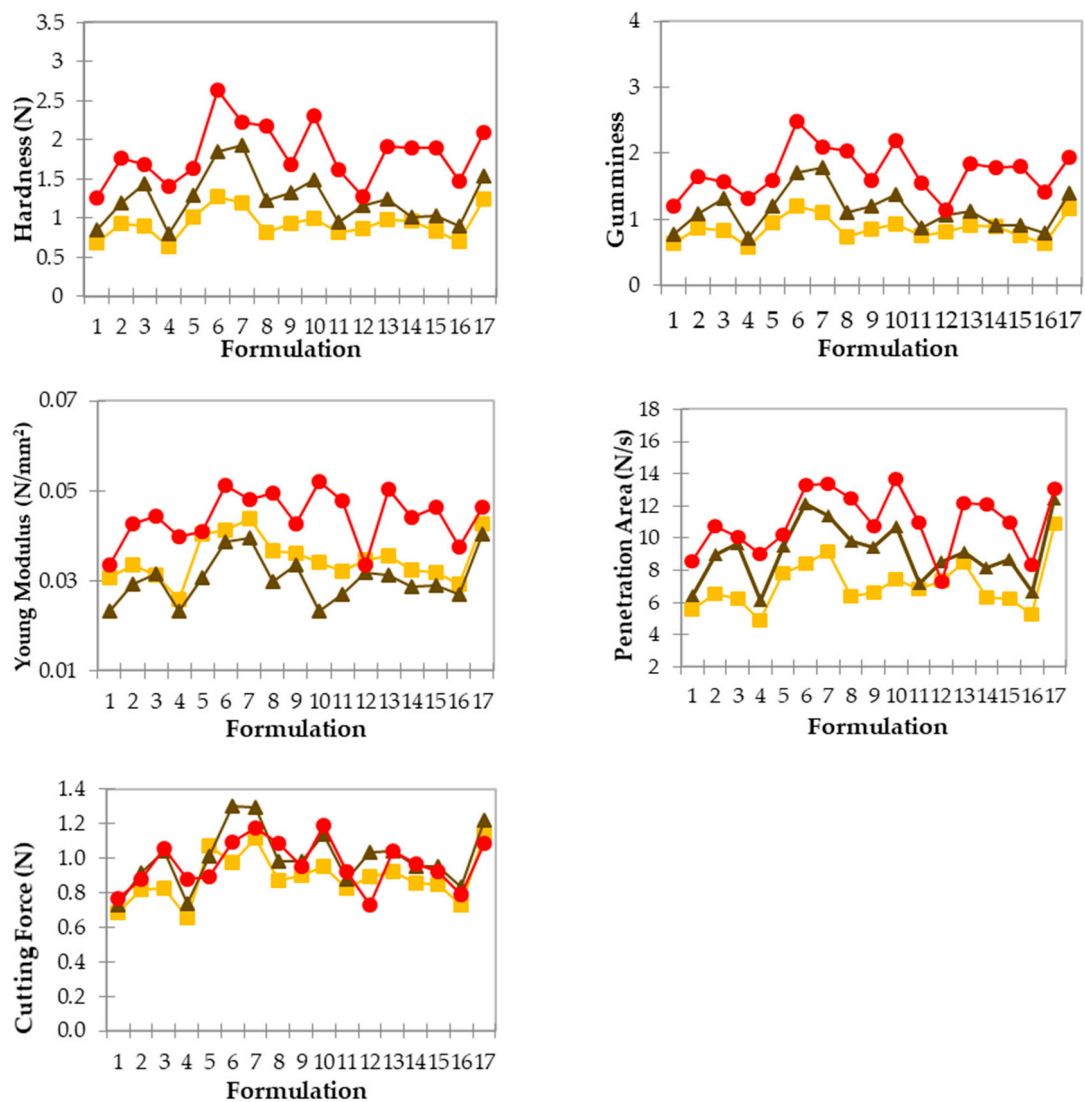 Hardness (N)
3.5
3
2.5
2
1.5
1
0.5
0
1 2 3 4 5 6 7 8 9 10 11 12 13 14 15 16 17
Formulation
Gumminess
4
3
2
1
0
1 2 3 4 5 6 7 8 9 10 11 12 13 14 15 16 17
Formulation
Young Modulus (N/mm²)
0.07
0.05
0.03
0.01
1 2 3 4 5 6 7 8 9 10 11 12 13 14 15 16 17
Formulation
Penetration Area (N/s)
18
16
14
12
10
8
6
4
2
1 2 3 4 5 6 7 8 9 10 11 12 13 14 15 16 17
Formulation
Cutting Force (N)
1.4
1.2
1.0
0.8
0.6
0.4
0.2
0.0
1 2 3 4 5 6 7 8 9 10 11 12 13 14 15 16 17
Formulation